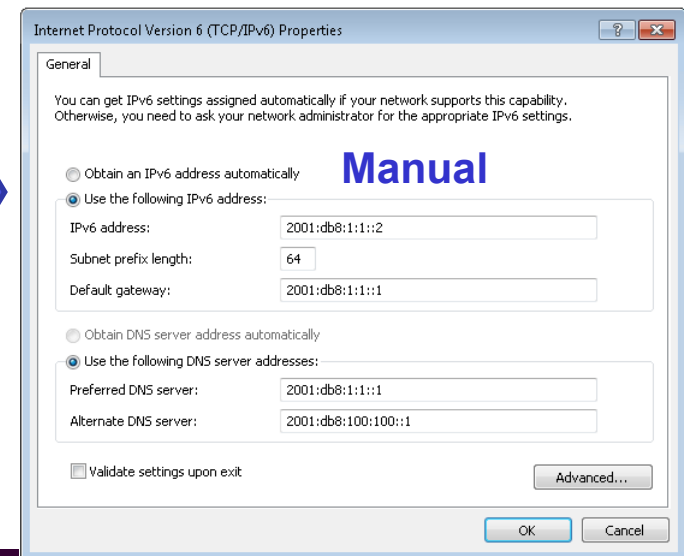 Internet Protocol Version 6 (TCP/IPv6) Properties
General
You can get IPv6 settings assigned automatically if your network supports this capability.
Otherwise, you need to ask your network administrator for the appropriate IPv6 settings.
Obtain an IPv6 address automatically
Manual
Use the following IPv6 address:
IPv6 address: 2001:db8:1:1::2
Subnet prefix length: 64
Default gateway: 2001:db8:1:1::1
Obtain DNS server address automatically
Use the following DNS server addresses:
Preferred DNS server: 2001:db8:1:1::1
Alternate DNS server: 2001:db8:100:100::1
Validate settings upon exit
Advanced...
OK Cancel